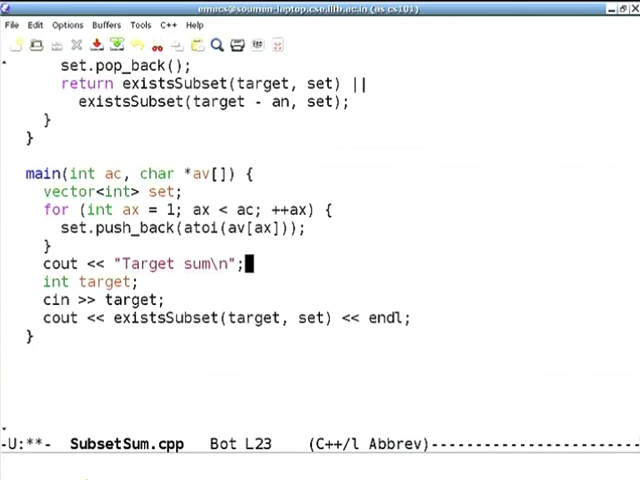 emacs@soumen-laptop.cse.iitb.ac.in (as cs101)
File Edit Options Buffers Tools C++ Help
set.pop_back();
return existsSubset(target, set) ||
existsSubset(target - an, set);
}
}
main(int ac, char *av[]) {
vector<int> set;
for (int ax = 1; ax < ac; ++ax) {
set.push_back(atoi(av[ax]));
}
cout << "Target sum\n";
int target;
cin >> target;
cout << existsSubset(target, set) << endl;
}
-U:**- SubsetSum.cpp Bot L23 (C++/l Abbrev)------------------------